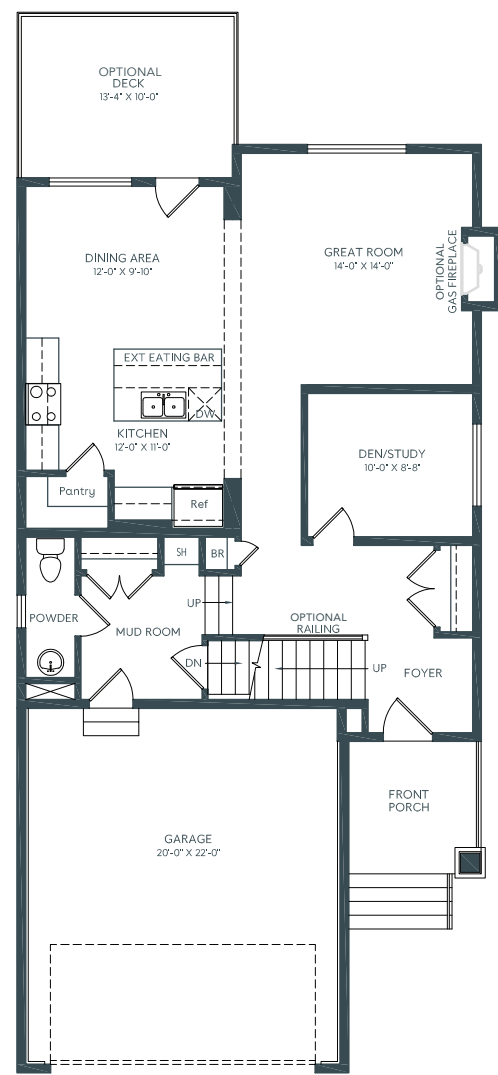 OPTIONAL
DECK
13'-4" X 10'-0"
DINING AREA
12'-0" X 9'-10"
GREAT ROOM
14'-0" X 14'-0"
OPTIONAL
GAS FIREPLACE
EXT EATING BAR
DW
KITCHEN
12'-0" X 11'-0"
DEN/STUDY
10'-0" X 8'-8"
Pantry
Ref
SH
BR
UP
POWDER
MUD ROOM
OPTIONAL
RAILING
DN
UP
FOYER
FRONT
PORCH
GARAGE
20'-0" X 22'-0"